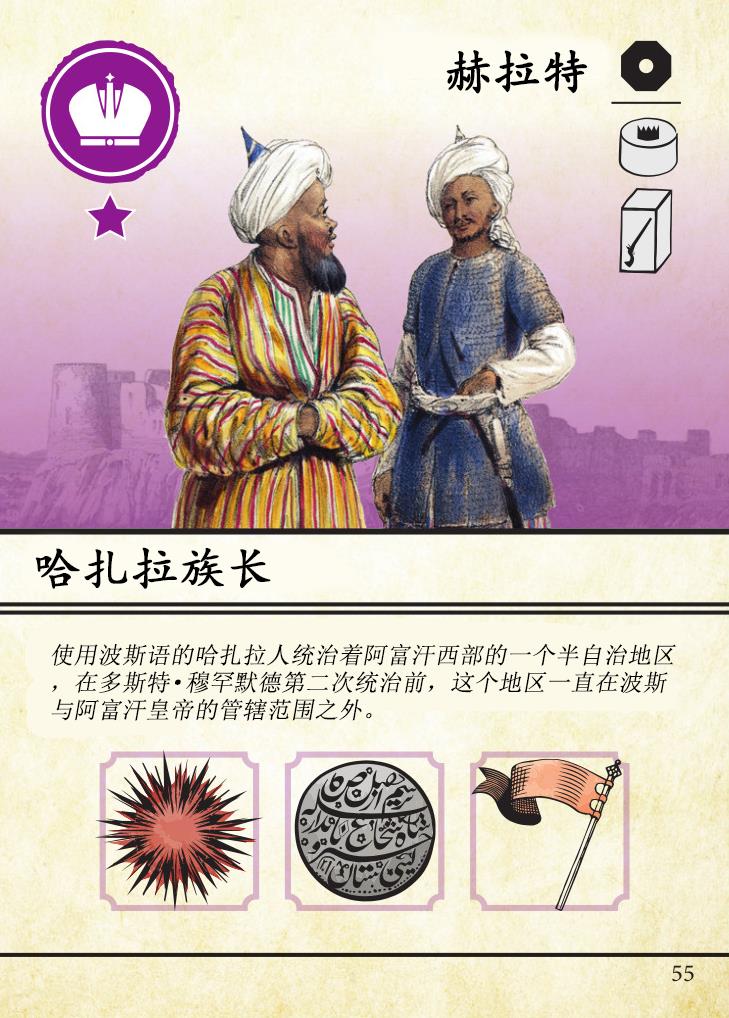 赫拉特
哈扎拉族长
使用波斯语的哈扎拉人统治着阿富汗西部的一个半自治地区
，在多斯特•穆罕默德第二次统治前，这个地区一直在波斯
与阿富汗皇帝的管辖范围之外。
55